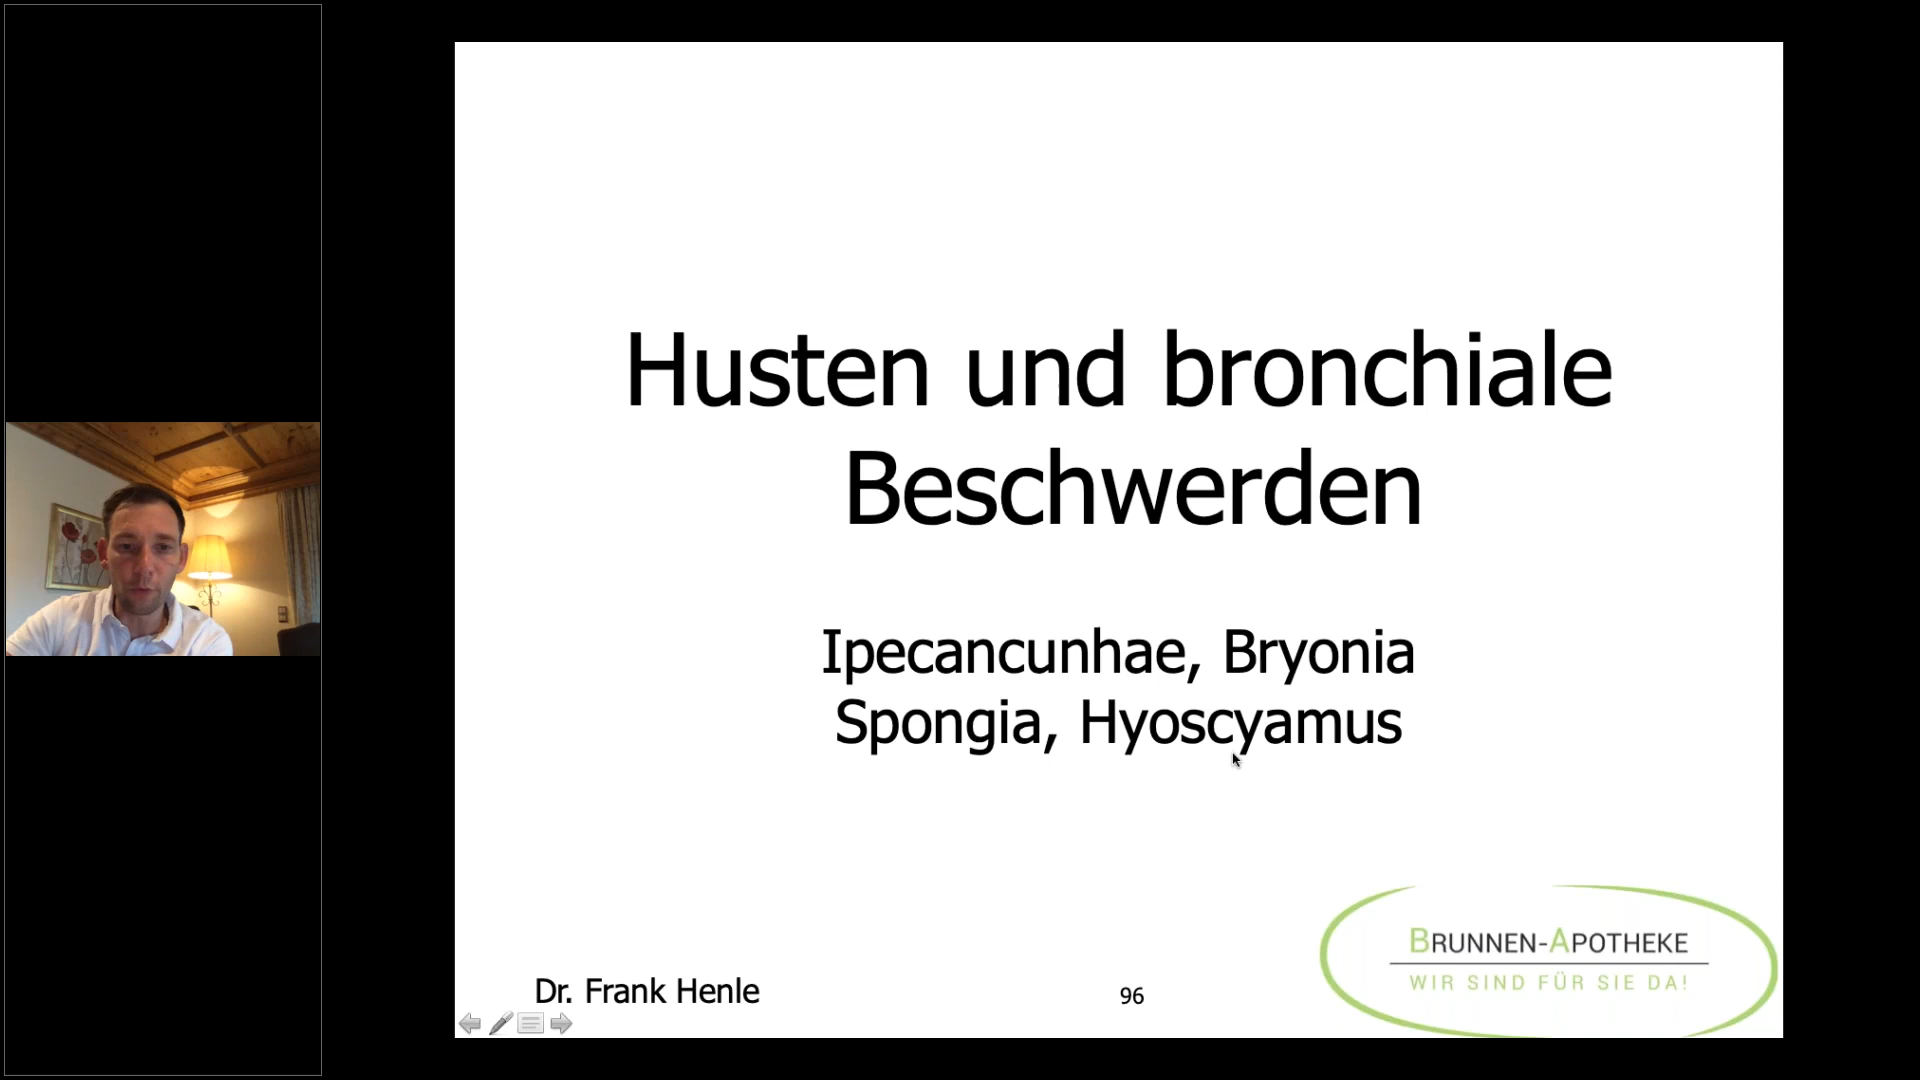 Husten und bronchiale
Beschwerden
Ipecancunhae, Bryonia
Spongia, Hyoscyamus
Dr. Frank Henle
96
BRUNNEN-APOTHEKE
WIR SIND FÜR SIE DA!